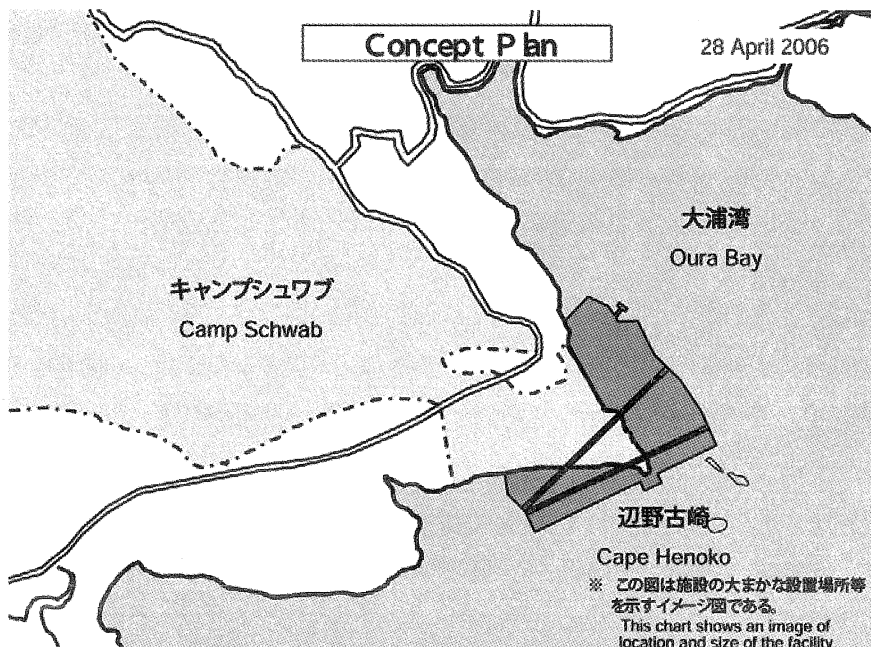 Concept Plan
28 April 2006
大浦湾
Oura Bay
キャンプシュワブ
Camp Schwab
辺野古崎
Cape Henoko
※ この図は施設の大まかな設置場所等
を示すイメージ図である。
This chart shows an image of
location and size of the facility